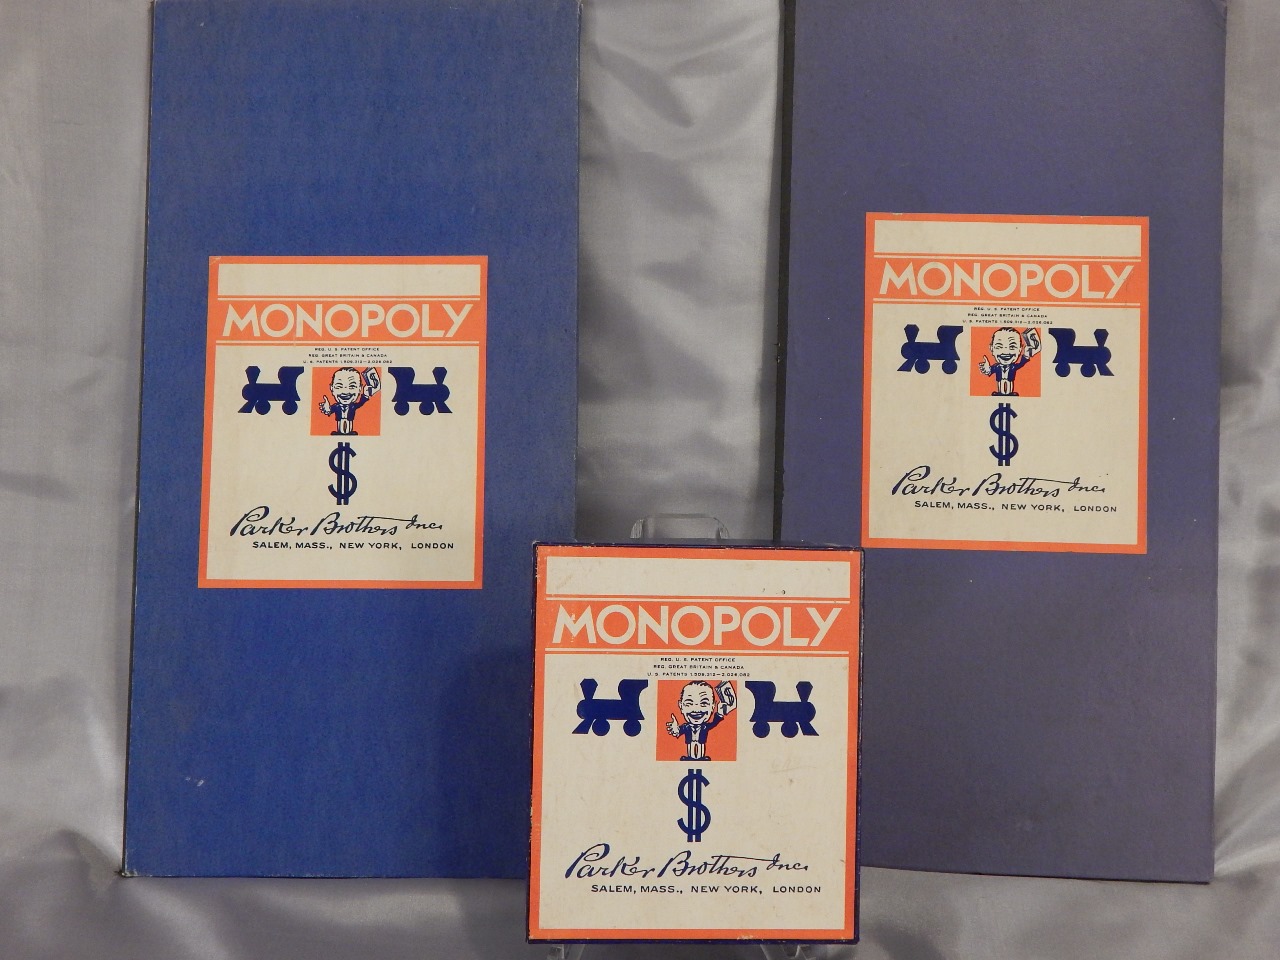 MONOPOLY
REG. U. S. PATENT OFFICE
REG. GREAT BRITAIN & CANADA
U. S. PATENTS 1,509,312—2,026,082
$
Parker Brothers Inc.
SALEM, MASS., NEW YORK, LONDON
MONOPOLY
REG. U. S. PATENT OFFICE
REG. GREAT BRITAIN & CANADA
U. S. PATENTS 1,509,312—2,026,082
$
Parker Brothers Inc.
SALEM, MASS., NEW YORK, LONDON
MONOPOLY
REG. U. S. PATENT OFFICE
REG. GREAT BRITAIN & CANADA
U. S. PATENTS 1,509,312—2,026,082
$
Parker Brothers Inc.
SALEM, MASS., NEW YORK, LONDON